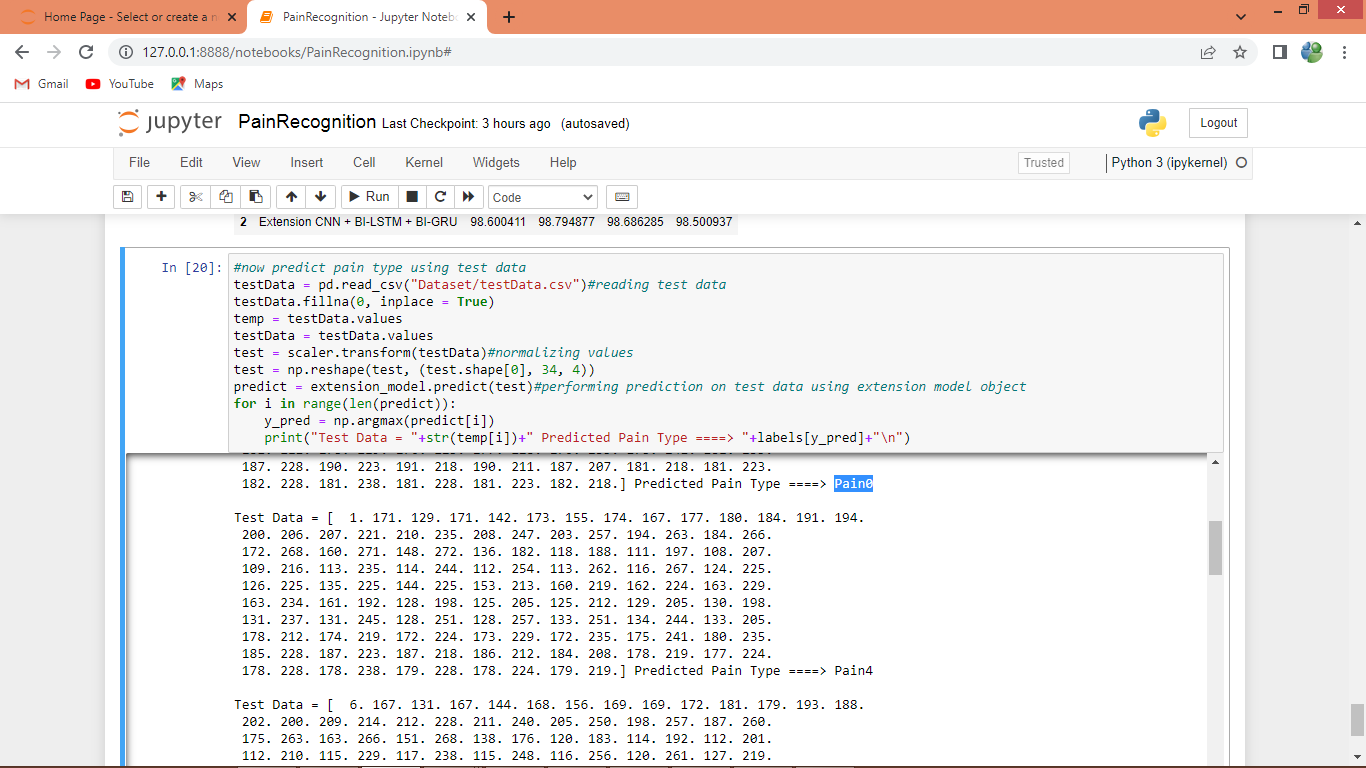 Home Page - Select or create a n
PainRecognition - Jupyter Notebo
127.0.0.1:8888/notebooks/PainRecognition.ipynb#
Gmail YouTube Maps
jupyter PainRecognition Last Checkpoint: 3 hours ago (autosaved) Logout
File Edit View Insert Cell Kernel Widgets Help Trusted Python 3 (ipykernel)
Run Code
2 Extension CNN + BI-LSTM + BI-GRU 98.600411 98.794877 98.686285 98.500937
In [20]: #now predict pain type using test data
testData = pd.read_csv("Dataset/testData.csv")#reading test data
testData.fillna(0, inplace = True)
temp = testData.values
testData = testData.values
test = scaler.transform(testData)#normalizing values
test = np.reshape(test, (test.shape[0], 34, 4))
predict = extension_model.predict(test)#performing prediction on test data using extension model object
for i in range(len(predict)):
    y_pred = np.argmax(predict[i])
    print("Test Data = "+str(temp[i])+" Predicted Pain Type ====> "+labels[y_pred]+"\n")
187. 228. 190. 223. 191. 218. 190. 211. 187. 207. 181. 218. 181. 223.
182. 228. 181. 238. 181. 228. 181. 223. 182. 218.] Predicted Pain Type ====> Pain0
Test Data = [  1. 171. 129. 171. 142. 173. 155. 174. 167. 177. 180. 184. 191. 194.
200. 206. 207. 221. 210. 235. 208. 247. 203. 257. 194. 263. 184. 266.
172. 268. 160. 271. 148. 272. 136. 182. 118. 188. 111. 197. 108. 207.
109. 216. 113. 235. 114. 244. 112. 254. 113. 262. 116. 267. 124. 225.
126. 225. 135. 225. 144. 225. 153. 213. 160. 219. 162. 224. 163. 229.
163. 234. 161. 192. 128. 198. 125. 205. 125. 212. 129. 205. 130. 198.
131. 237. 131. 245. 128. 251. 128. 257. 133. 251. 134. 244. 133. 205.
178. 212. 174. 219. 172. 224. 173. 229. 172. 235. 175. 241. 180. 235.
185. 228. 187. 223. 187. 218. 186. 212. 184. 208. 178. 219. 177. 224.
178. 228. 178. 238. 179. 228. 178. 224. 179. 219.] Predicted Pain Type ====> Pain4
Test Data = [  6. 167. 131. 167. 144. 168. 156. 169. 169. 172. 181. 179. 193. 188.
202. 200. 209. 214. 212. 228. 211. 240. 205. 250. 198. 257. 187. 260.
175. 263. 163. 266. 151. 268. 138. 176. 120. 183. 114. 192. 112. 201.
112. 210. 115. 229. 117. 238. 115. 248. 116. 256. 120. 261. 127. 219.